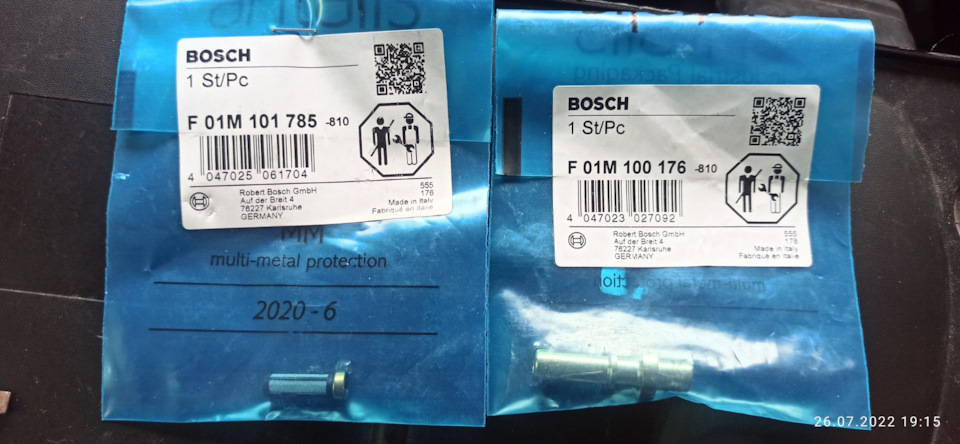 BOSCH
1 St/Pc
F 01M 101 785 -810
4 047025 061704
Robert Bosch GmbH
Auf der Breit 4
76227 Karlsruhe
GERMANY
555
176
Made in Italy
Fabriqué en Italie
MM
multi-metal protection
2020 - 6
BOSCH
1 St/Pc
F 01M 100 176 -810
4 047023 027092
Robert Bosch GmbH
Auf der Breit 4
76227 Karlsruhe
GERMANY
555
176
Made in Italy
Fabriqué en Italie
multi-metal protection
26.07.2022 19:15